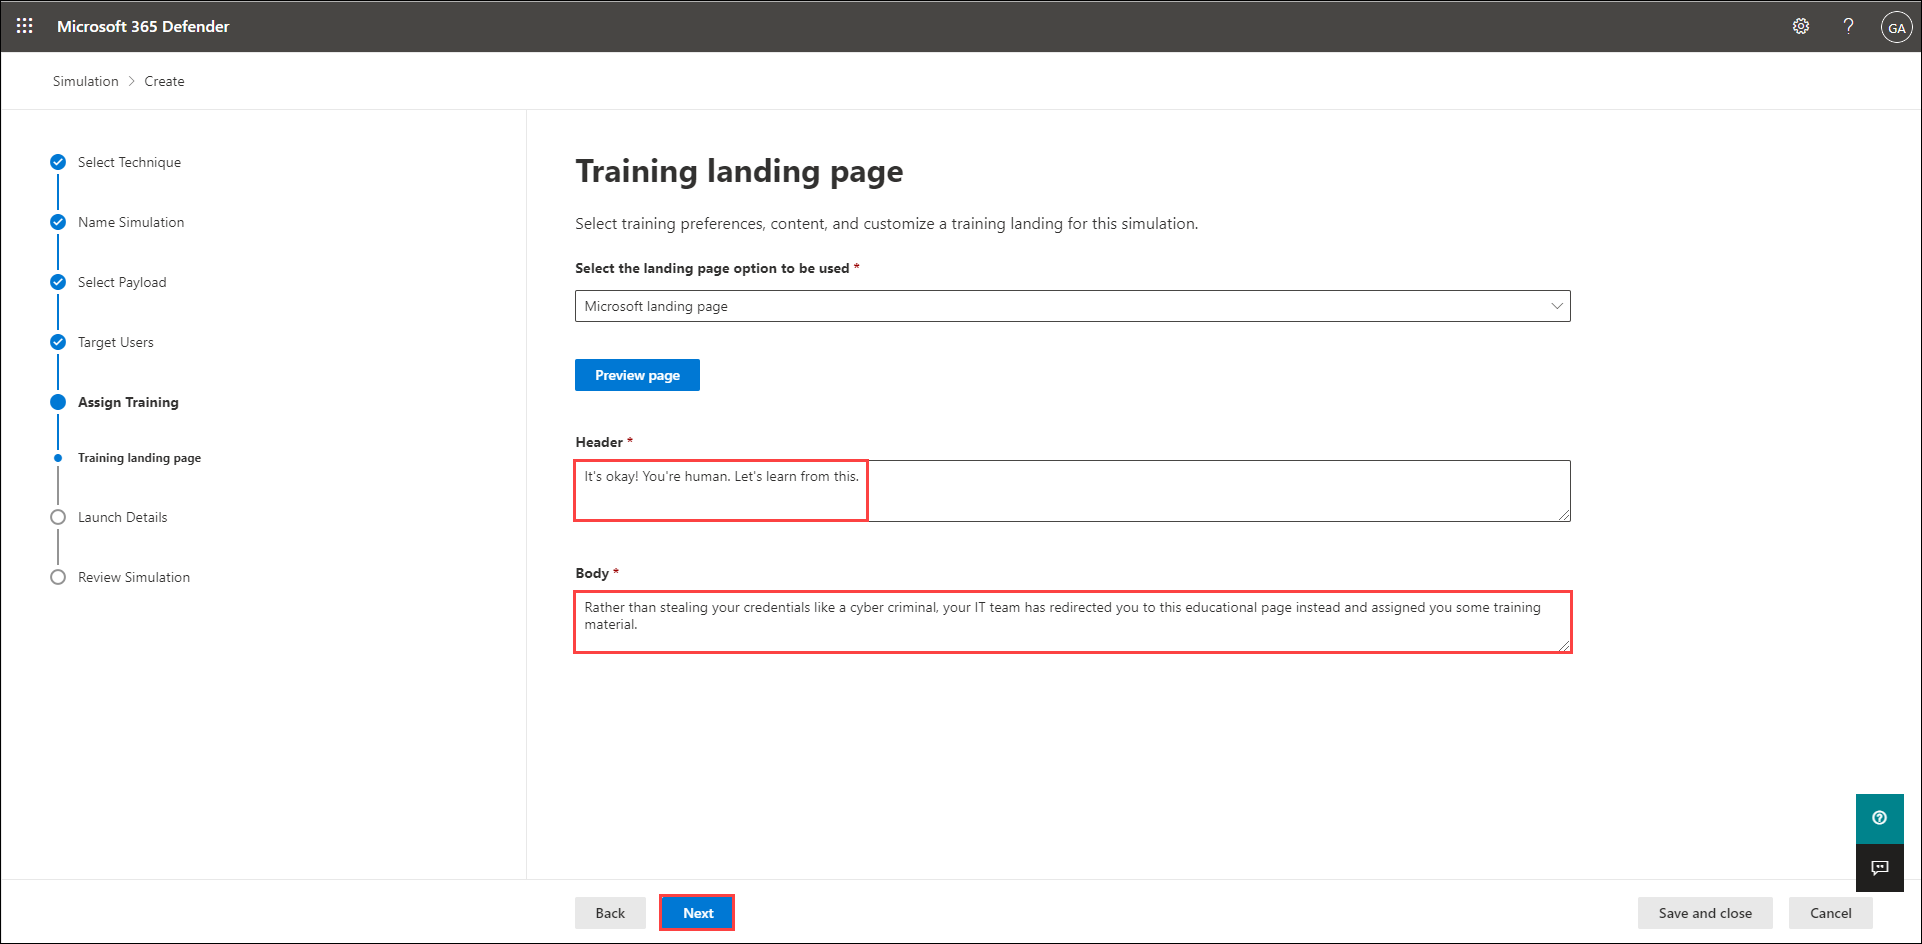 Microsoft 365 Defender
GA
Simulation
Create
Select Technique
Name Simulation
Select Payload
Target Users
Assign Training
Training landing page
Launch Details
Review Simulation
Training landing page
Select training preferences, content, and customize a training landing for this simulation.
Select the landing page option to be used *
Microsoft landing page
Preview page
Header *
It's okay! You're human. Let's learn from this.
Body *
Rather than stealing your credentials like a cyber criminal, your IT team has redirected you to this educational page instead and assigned you some training
material.
Back
Next
Save and close
Cancel